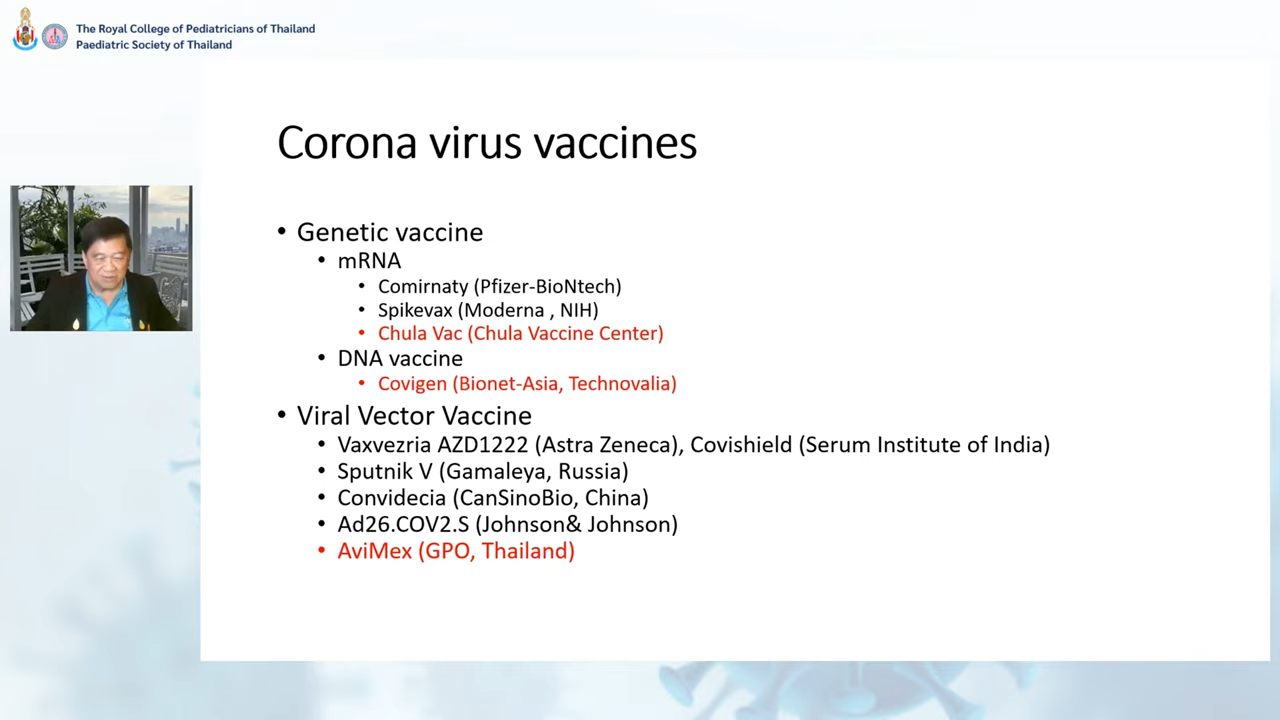 The Royal College of Pediatricians of Thailand
Paediatric Society of Thailand
Corona virus vaccines
• Genetic vaccine
• mRNA
• Comirnaty (Pfizer-BioNtech)
• Spikevax (Moderna , NIH)
• Chula Vac (Chula Vaccine Center)
• DNA vaccine
• Covigen (Bionet-Asia, Technovalia)
• Viral Vector Vaccine
• Vaxvezria AZD1222 (Astra Zeneca), Covishield (Serum Institute of India)
• Sputnik V (Gamaleya, Russia)
• Convidecia (CanSinoBio, China)
• Ad26.COV2.S (Johnson& Johnson)
• AviMex (GPO, Thailand)